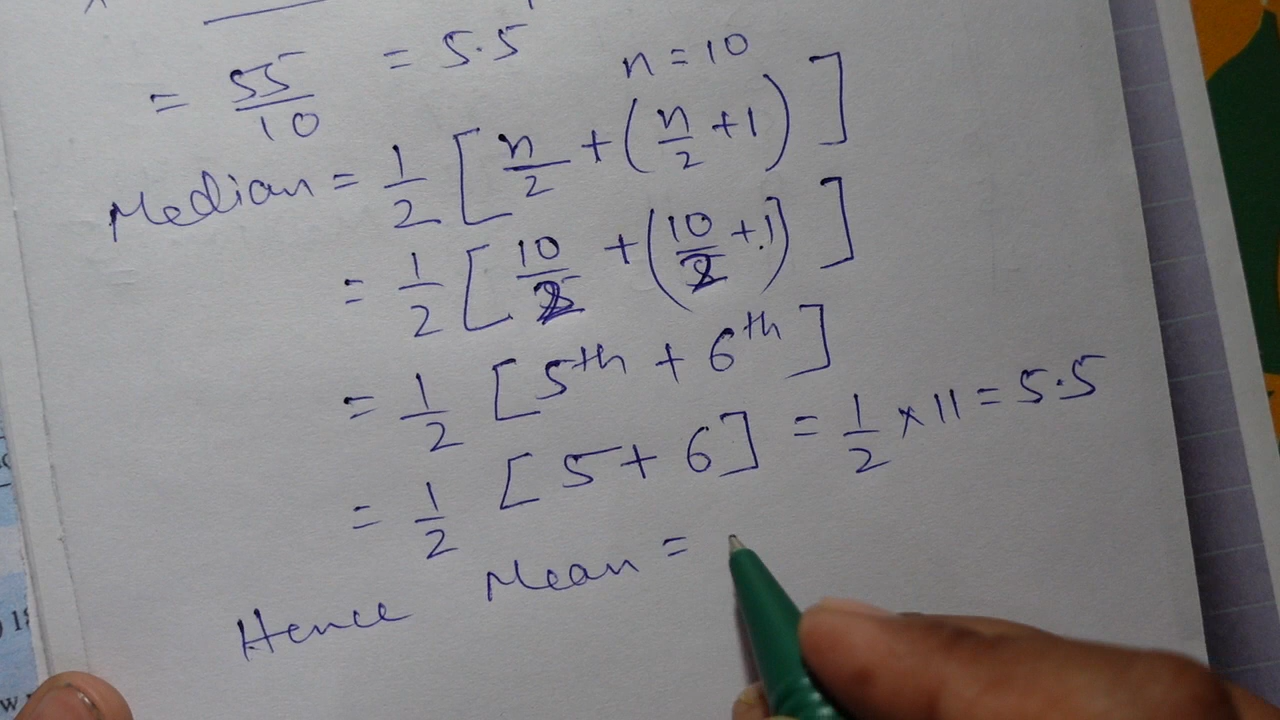 = 55/10 = 5.5
n = 10
Median = 1/2 [n/2 + (n/2 + 1)]
= 1/2 [10/2 + (10/2 + 1)]
= 1/2 [5th + 6th]
= 1/2 [5 + 6] = 1/2 × 11 = 5.5
Hence Mean =